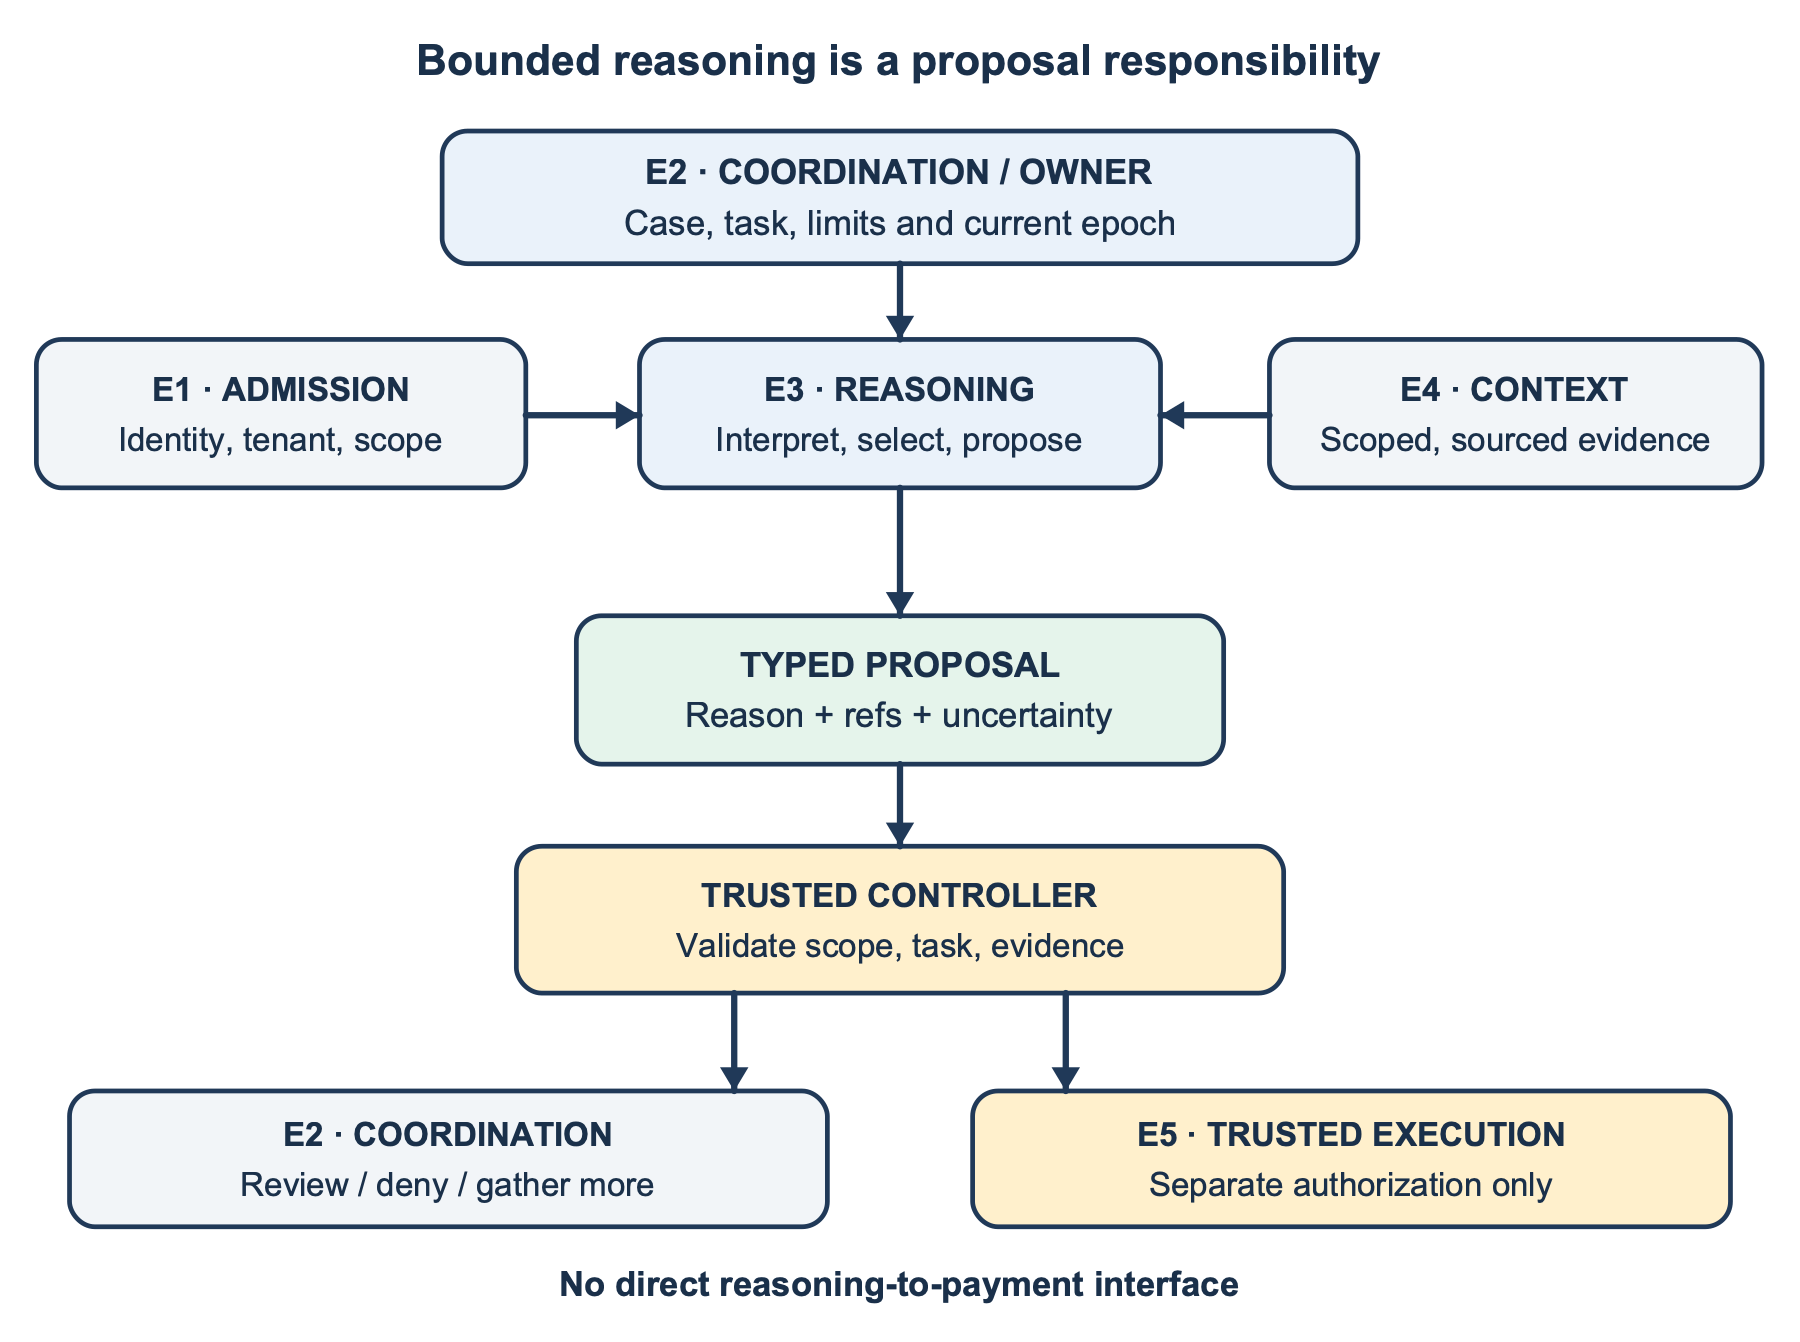 Bounded reasoning is a proposal responsibility
E2 · COORDINATION / OWNER
Case, task, limits and current epoch
E1 · ADMISSION
Identity, tenant, scope
E3 · REASONING
Interpret, select, propose
E4 · CONTEXT
Scoped, sourced evidence
TYPED PROPOSAL
Reason + refs + uncertainty
TRUSTED CONTROLLER
Validate scope, task, evidence
E2 · COORDINATION
Review / deny / gather more
E5 · TRUSTED EXECUTION
Separate authorization only
No direct reasoning-to-payment interface